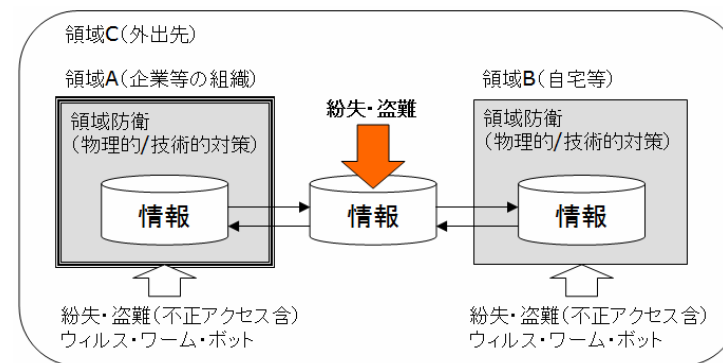 領域C(外出先)
領域A(企業等の組織)
領域B(自宅等)
紛失・盗難
領域防衛
(物理的/技術的対策)
領域防衛
(物理的/技術的対策)
情報
情報
情報
紛失・盗難(不正アクセス含)
ウィルス・ワーム・ボット
紛失・盗難(不正アクセス含)
ウィルス・ワーム・ボット